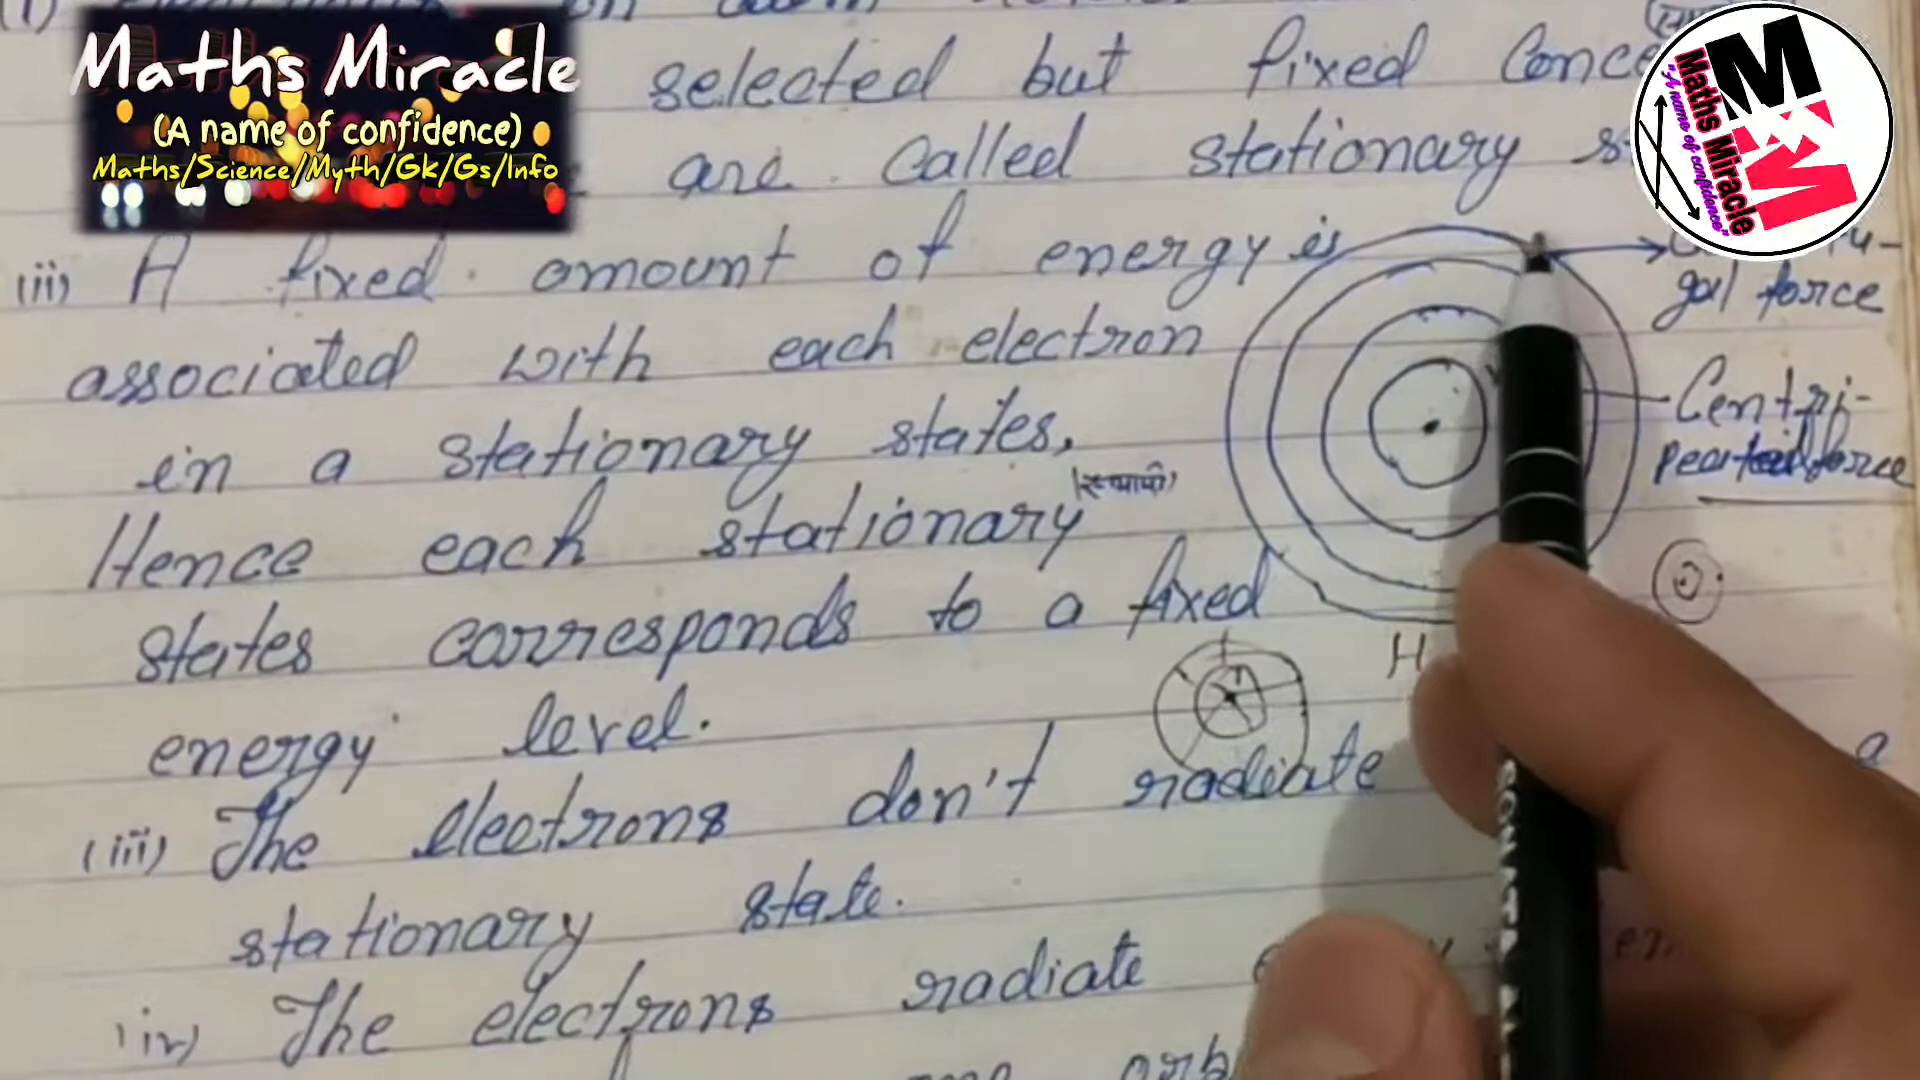 (i)
selected but fixed
are called stationary
(ii) A fixed amount of energy is
associated with each electron
in a stationary states,
(स्थायी)
Hence each stationary
states corresponds to a fixed
energy level.
(iii) The electrons don't radiate a
stationary state.
(iv) The electrons radiate
gal force
Centri-
force
H
Maths Miracle
(A name of confidence)
Maths/Science/Myth/Gk/Gs/Info
M
M
Maths Miracle
"A name of confidence"